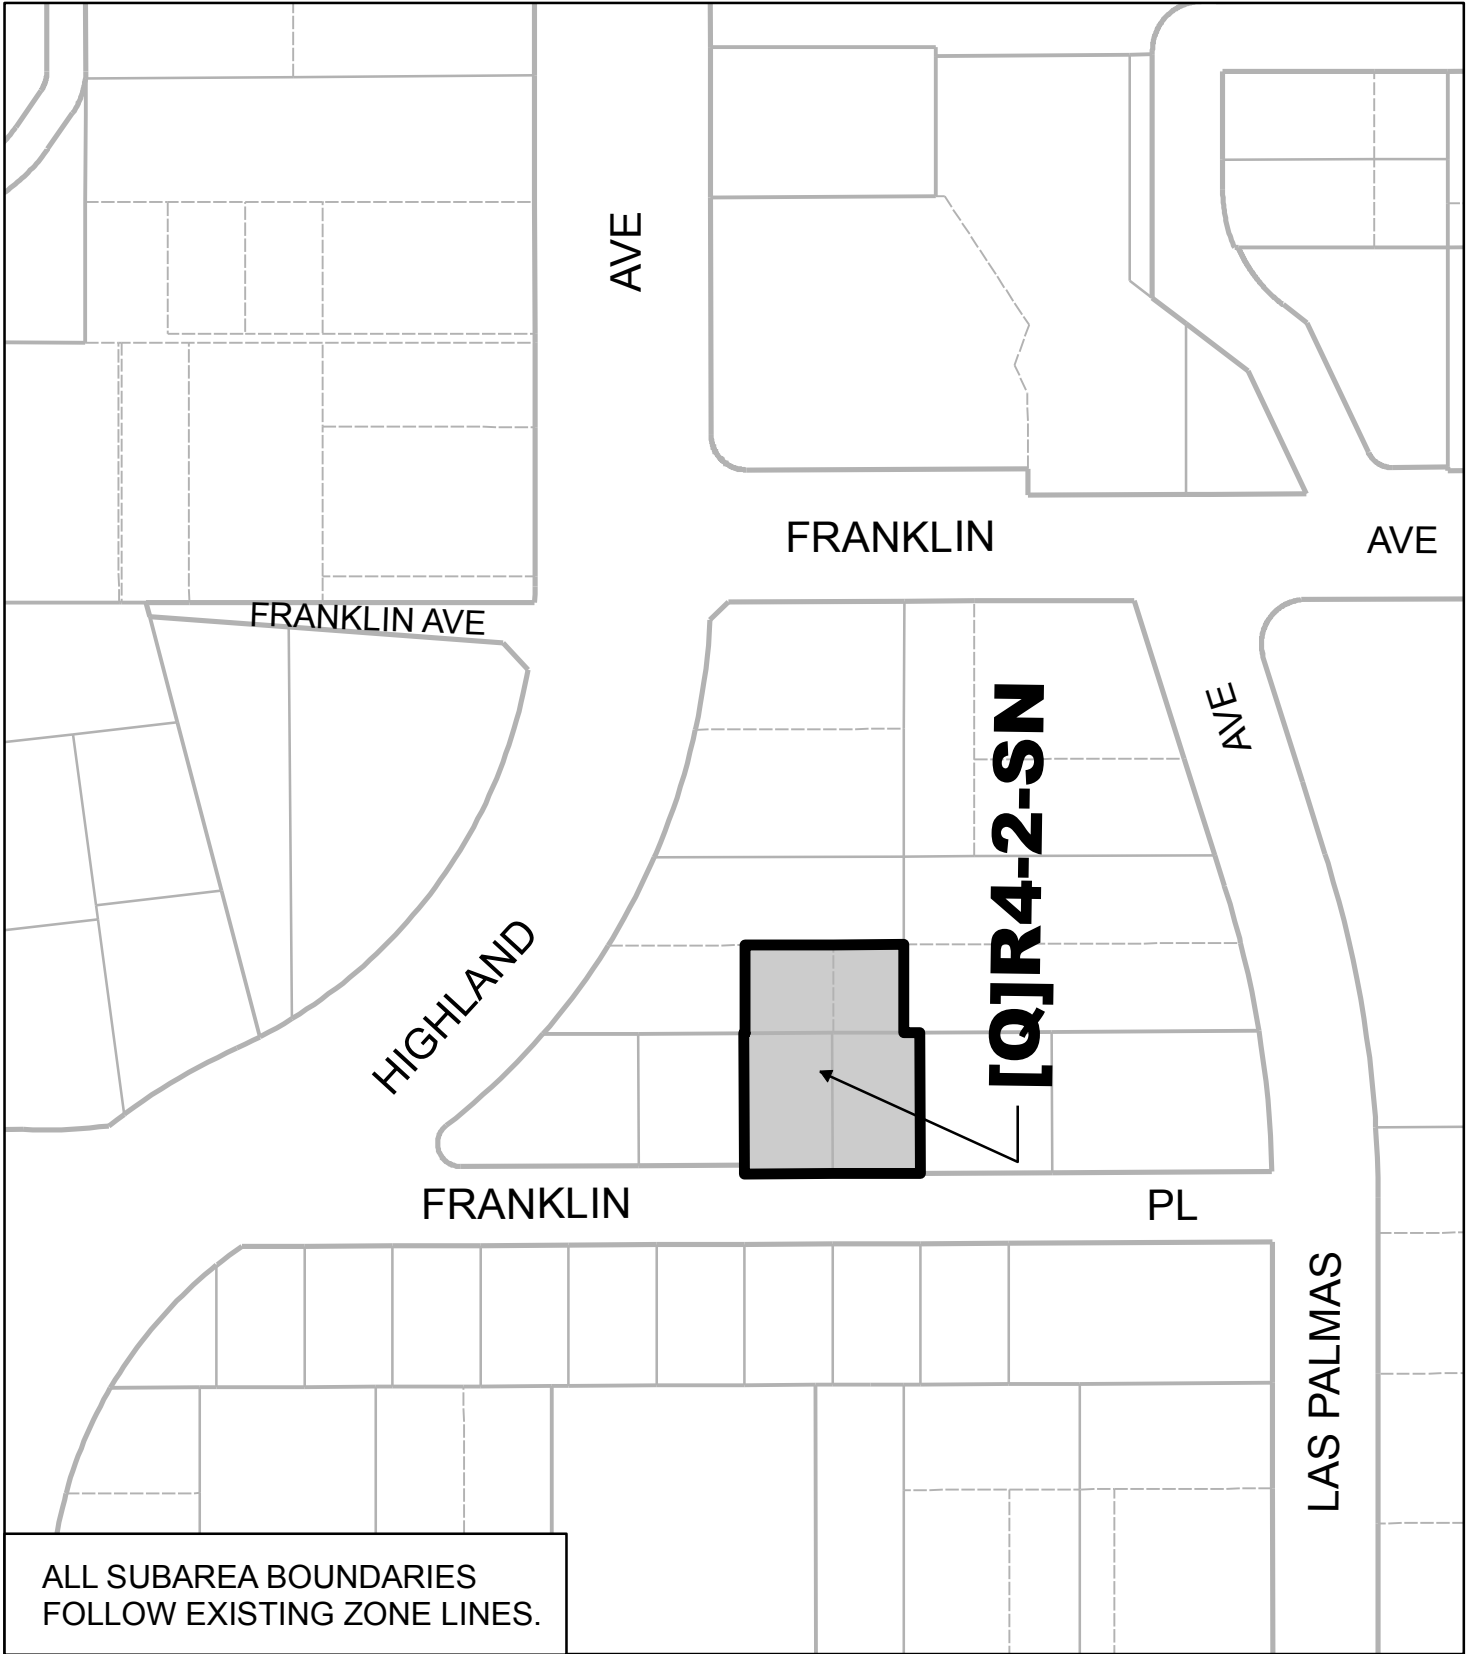 AVE
FRANKLIN
AVE
FRANKLIN AVE
AVE
[Q]R4-2-SN
HIGHLAND
FRANKLIN
PL
LAS PALMAS
ALL SUBAREA BOUNDARIES
FOLLOW EXISTING ZONE LINES.